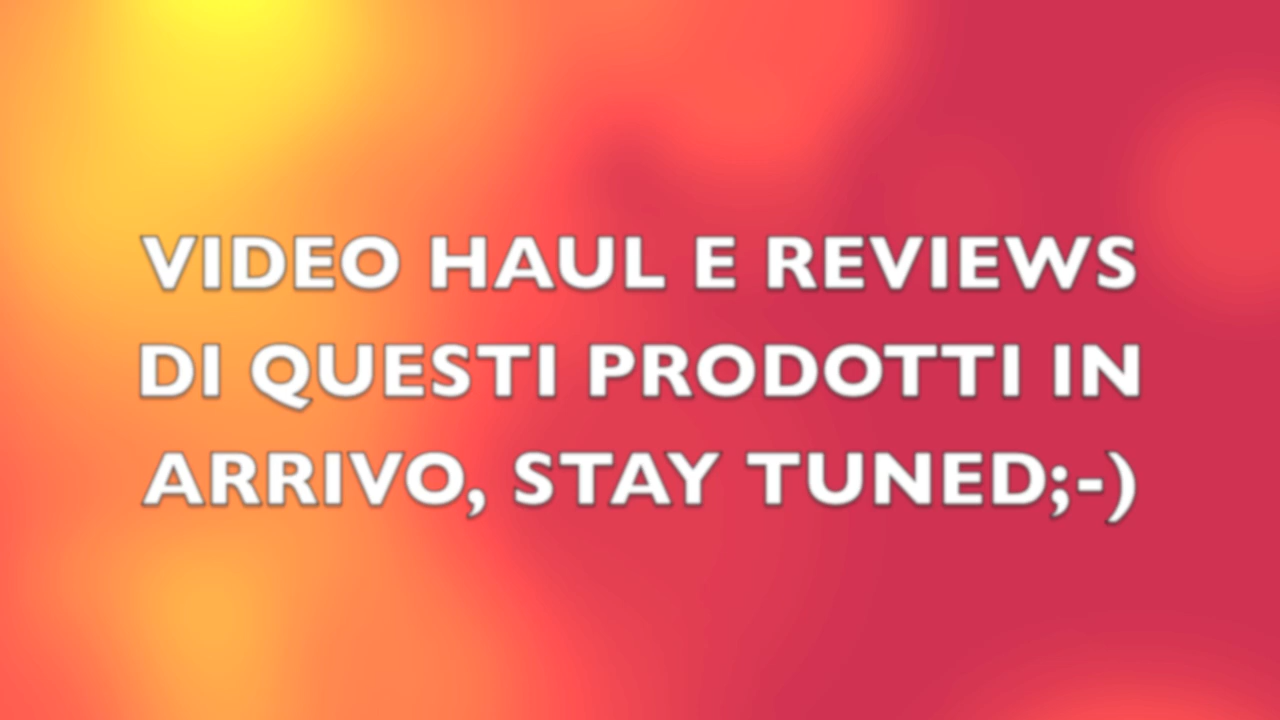 VIDEO HAUL E REVIEWS
DI QUESTI PRODOTTI IN
ARRIVO, STAY TUNED;-)